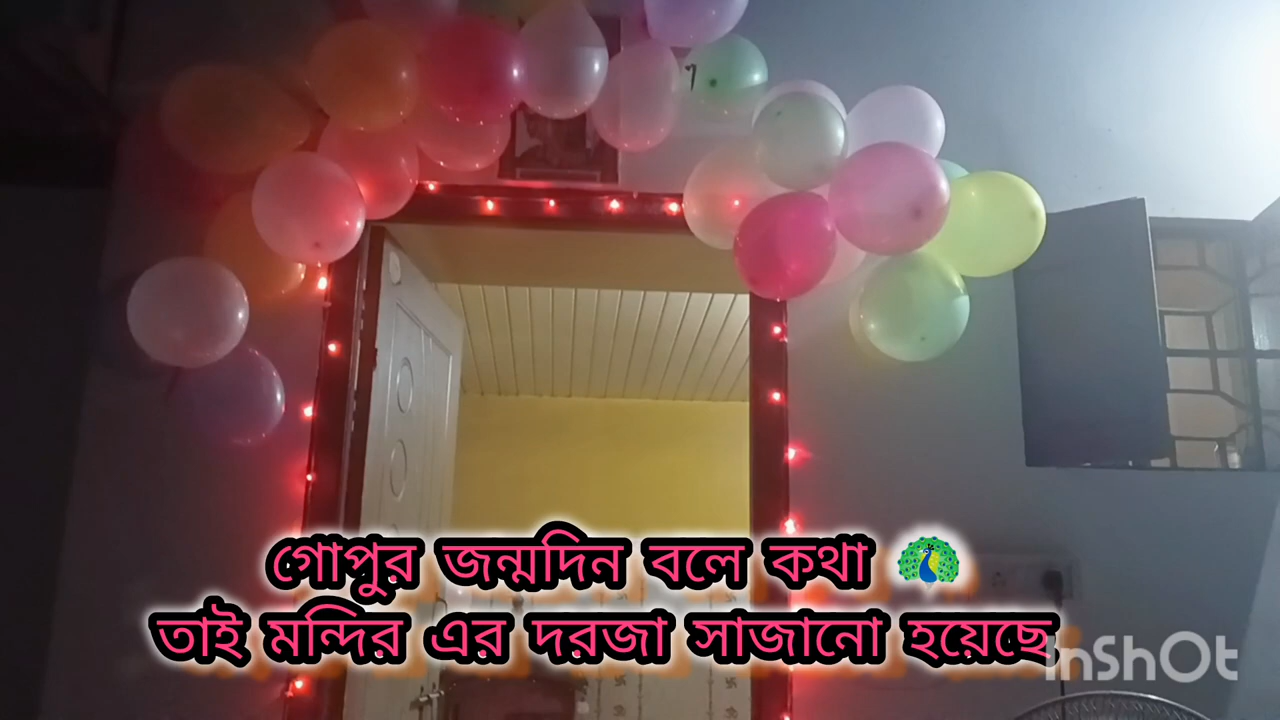 গোপুর জন্মদিন বলে কথা 🦚
তাই মন্দির এর দরজা সাজানো হয়েছে
InShOt